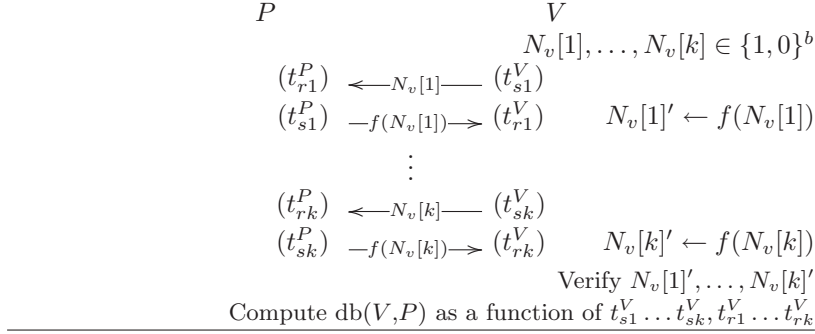 P V
N_v[1], . . . , N_v[k] ∈ {1, 0}^b
(t^P_{r1}) ←N_v[1]— (t^V_{s1})
(t^P_{s1}) —f(N_v[1])→ (t^V_{r1}) N_v[1]′ ← f(N_v[1])
⋮
(t^P_{rk}) ←N_v[k]— (t^V_{sk})
(t^P_{sk}) —f(N_v[k])→ (t^V_{rk}) N_v[k]′ ← f(N_v[k])
Verify N_v[1]′, . . . , N_v[k]′
Compute db(V,P) as a function of t^V_{s1} . . . t^V_{sk}, t^V_{r1} . . . t^V_{rk}